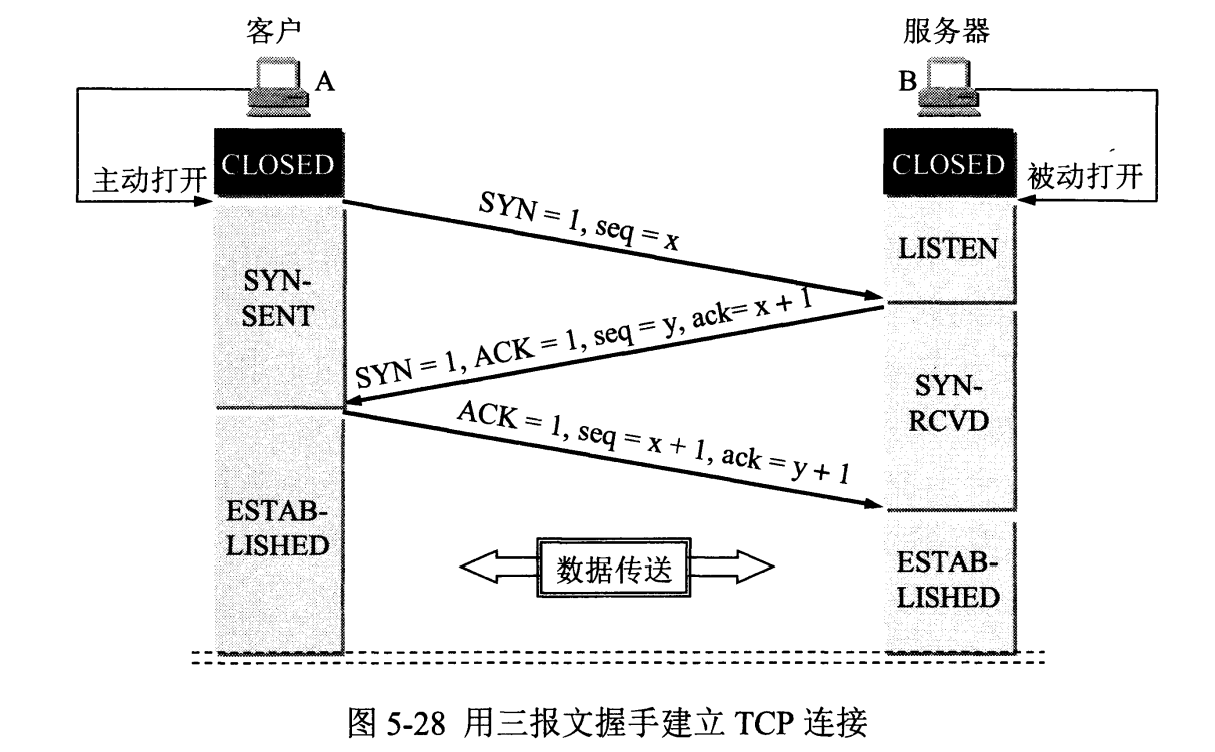 客户
服务器
A
B
CLOSED
CLOSED
主动打开
被动打开
SYN = 1, seq = x
LISTEN
SYN-
SENT
SYN = 1, ACK = 1, seq = y, ack= x + 1
SYN-
RCVD
ACK = 1, seq = x + 1, ack = y + 1
ESTAB-
LISHED
数据传送
ESTAB-
LISHED
图 5-28 用三报文握手建立 TCP 连接